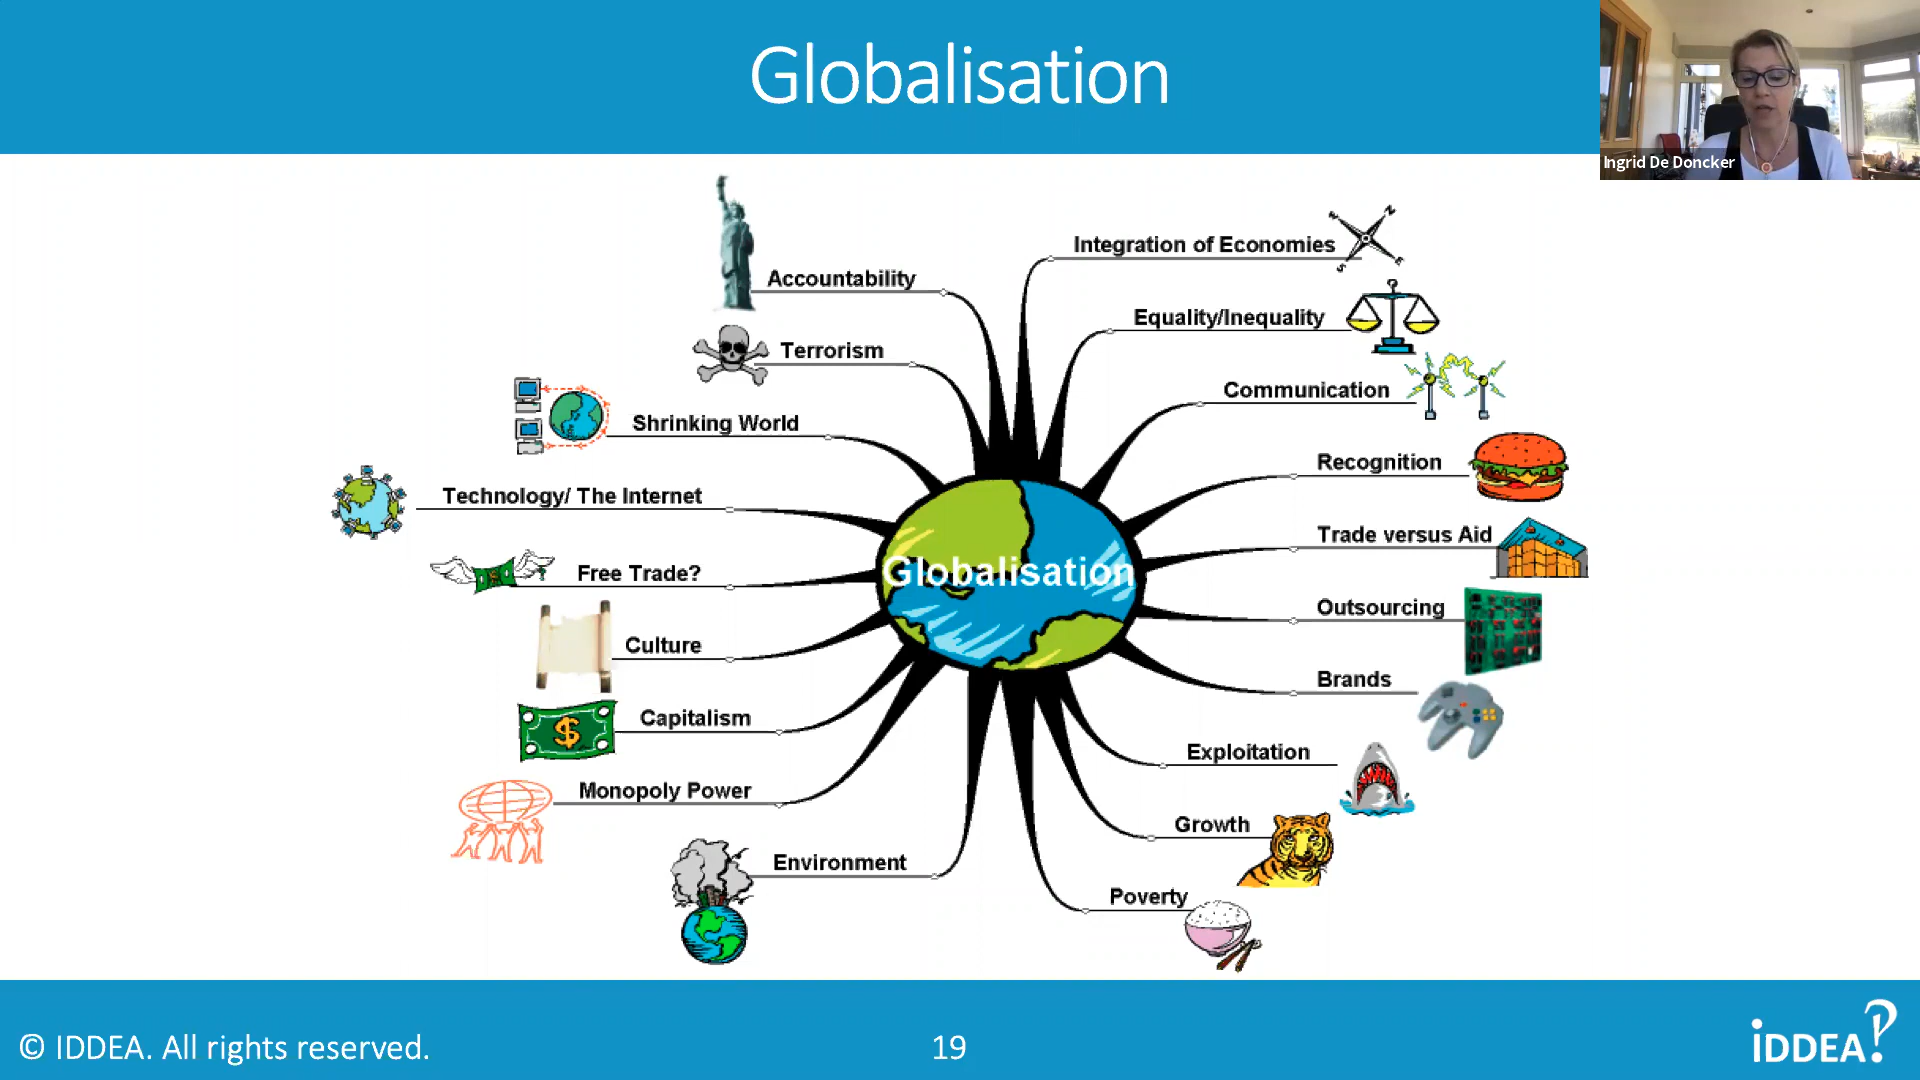 Globalisation
Ingrid De Doncker
Accountability
Terrorism
Shrinking World
Technology/ The Internet
Free Trade?
Culture
Capitalism
$
Monopoly Power
Environment
Globalisation
Integration of Economies
N
W
E
S
Equality/Inequality
Communication
Recognition
Trade versus Aid
Outsourcing
Brands
Exploitation
Growth
Poverty
© IDDEA. All rights reserved.
19
iDDEA?